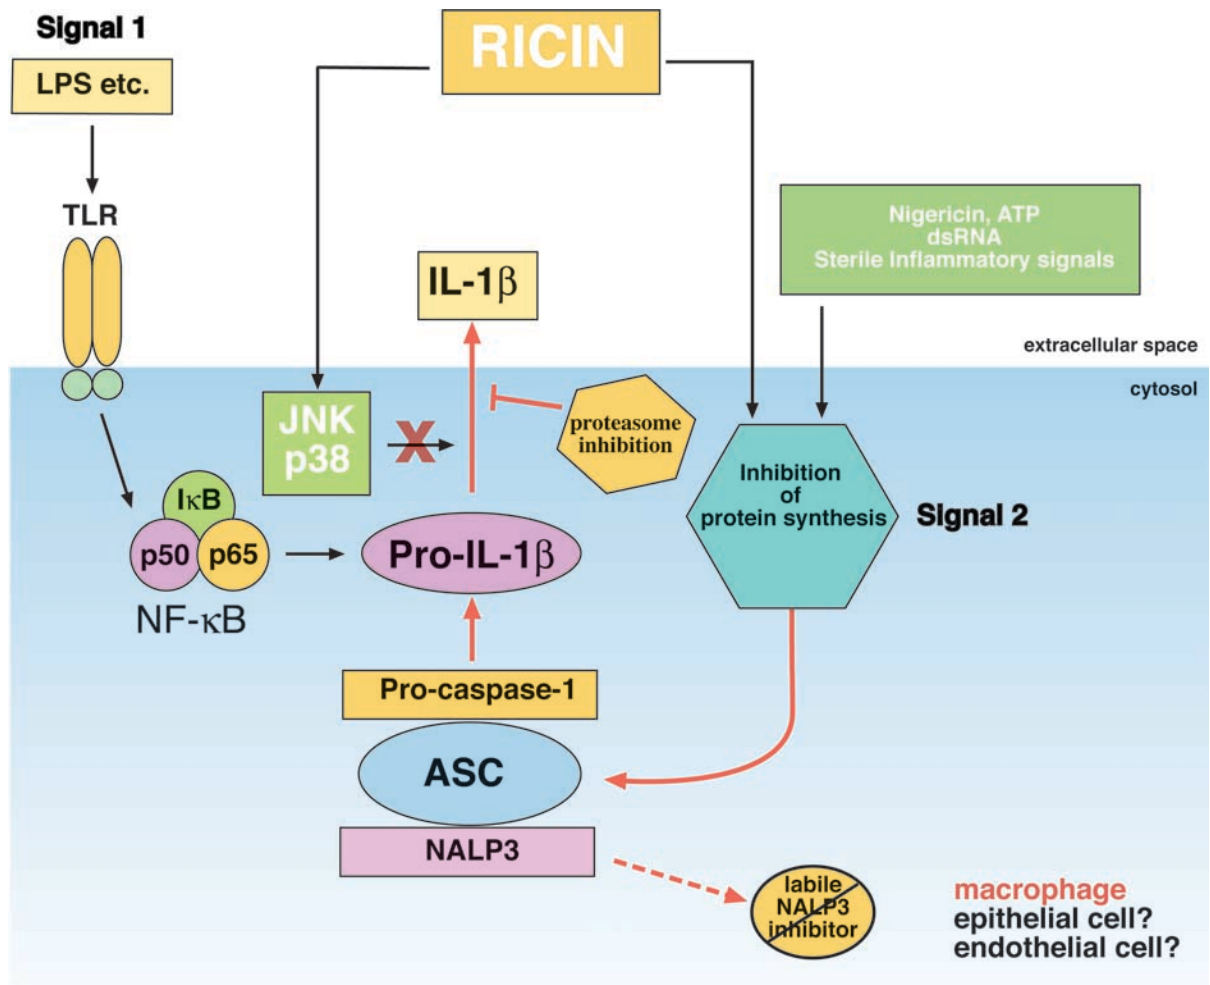 Signal 1
LPS etc.
RICIN
TLR
Nigericin, ATP
dsRNA
Sterile Inflammatory signals
IL-1β
extracellular space
cytosol
JNK
p38
X
proteasome
inhibition
Inhibition
of
protein synthesis
Signal 2
IκB
p50
p65
NF-κB
Pro-IL-1β
Pro-caspase-1
ASC
NALP3
labile
NALP3
inhibitor
macrophage
epithelial cell?
endothelial cell?